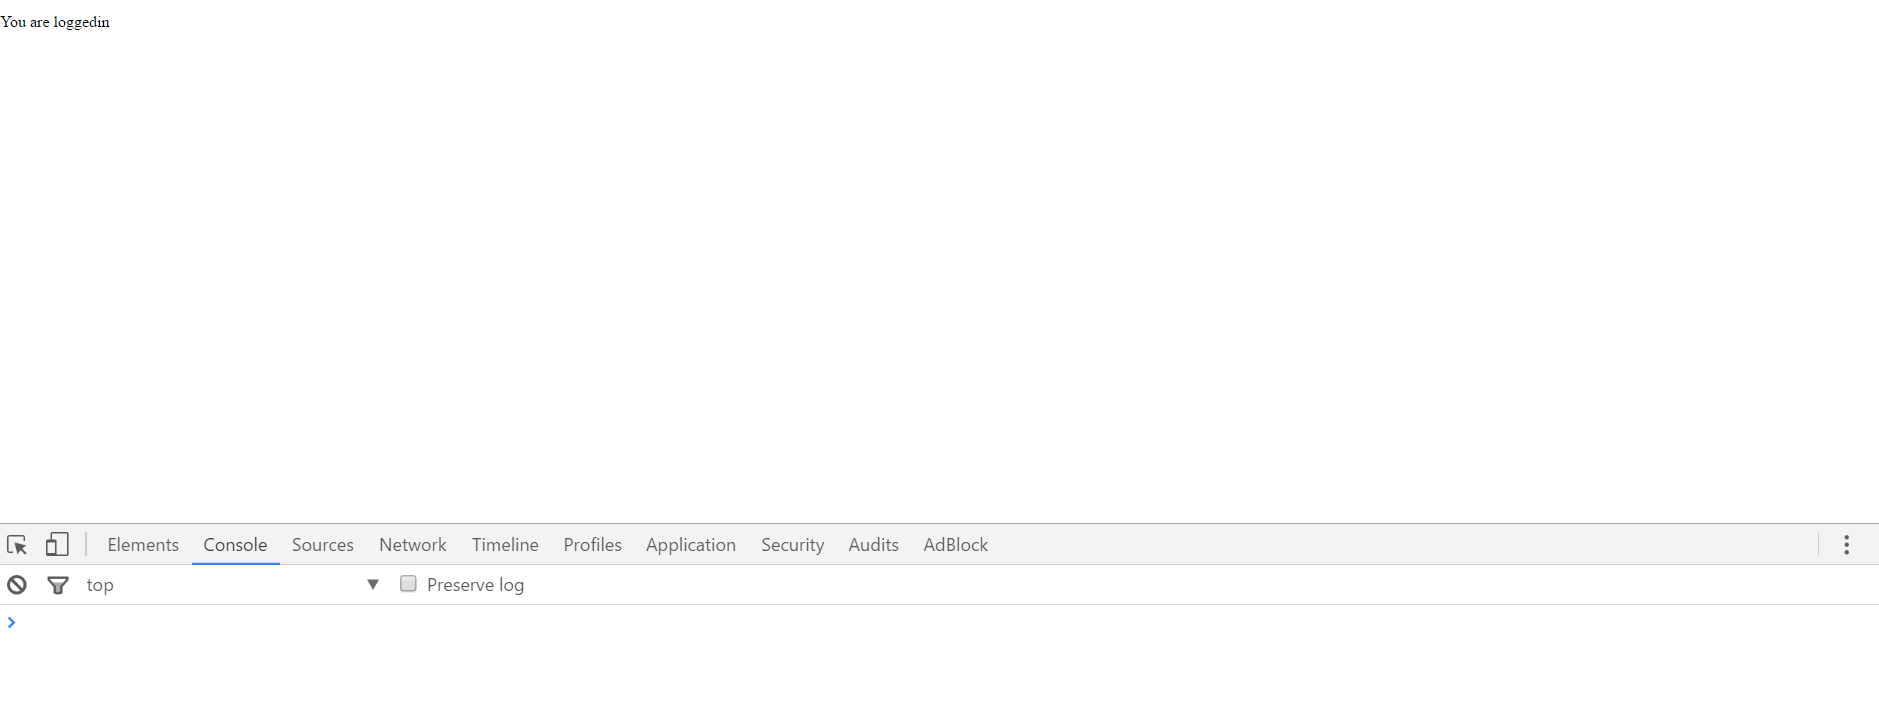 You are loggedin
Elements Console Sources Network Timeline Profiles Application Security Audits AdBlock
top Preserve log